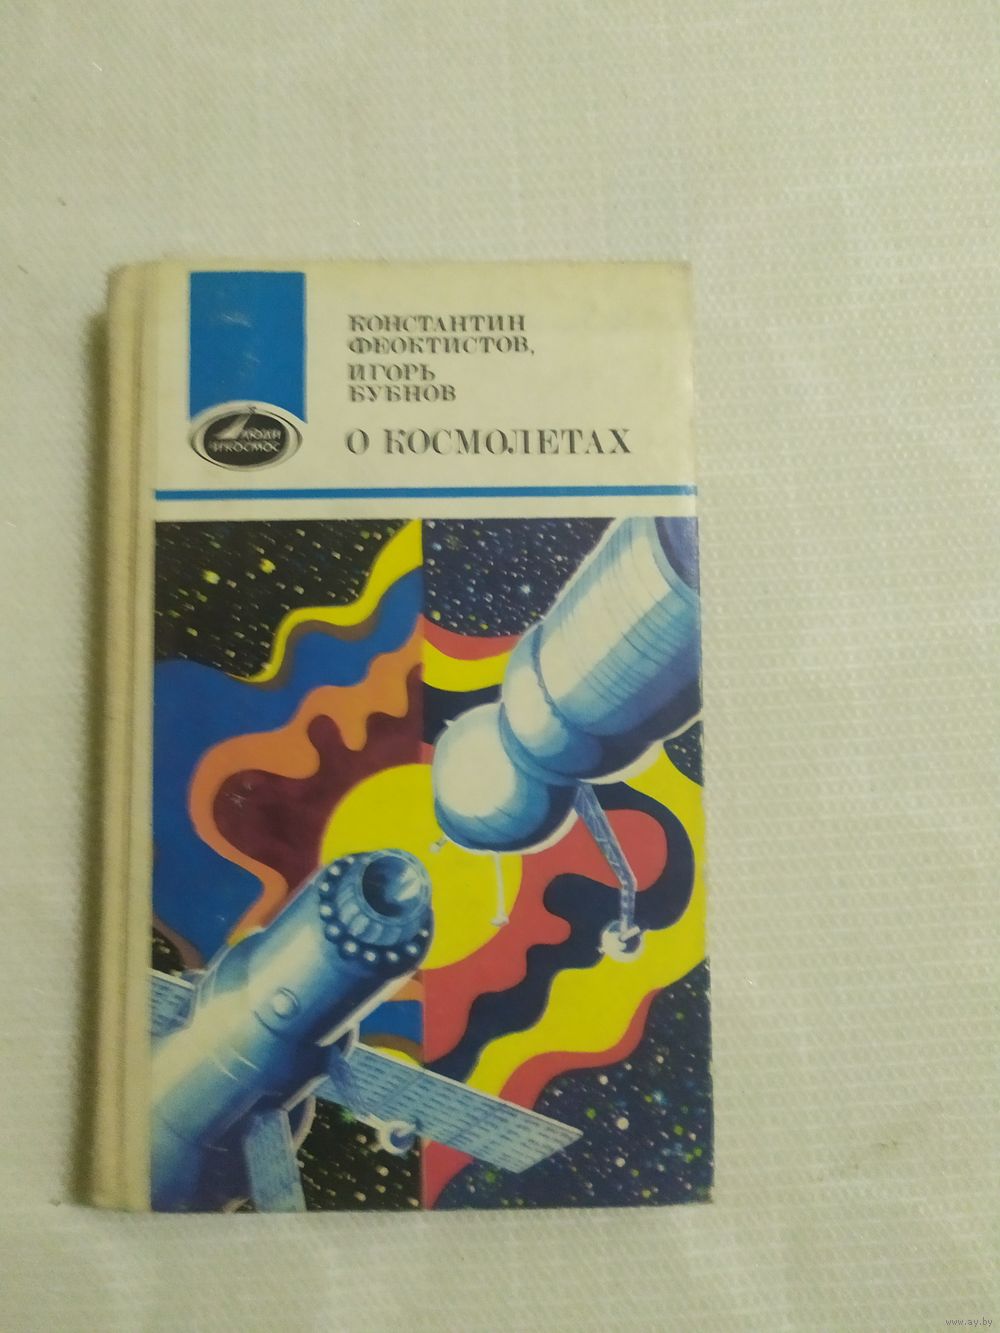 КОНСТАНТИН
ФЕОКТИСТОВ,
ИГОРЬ
БУБНОВ
О КОСМОЛЕТАХ
ЛЮДИ
И КОСМОС
www.ay.by